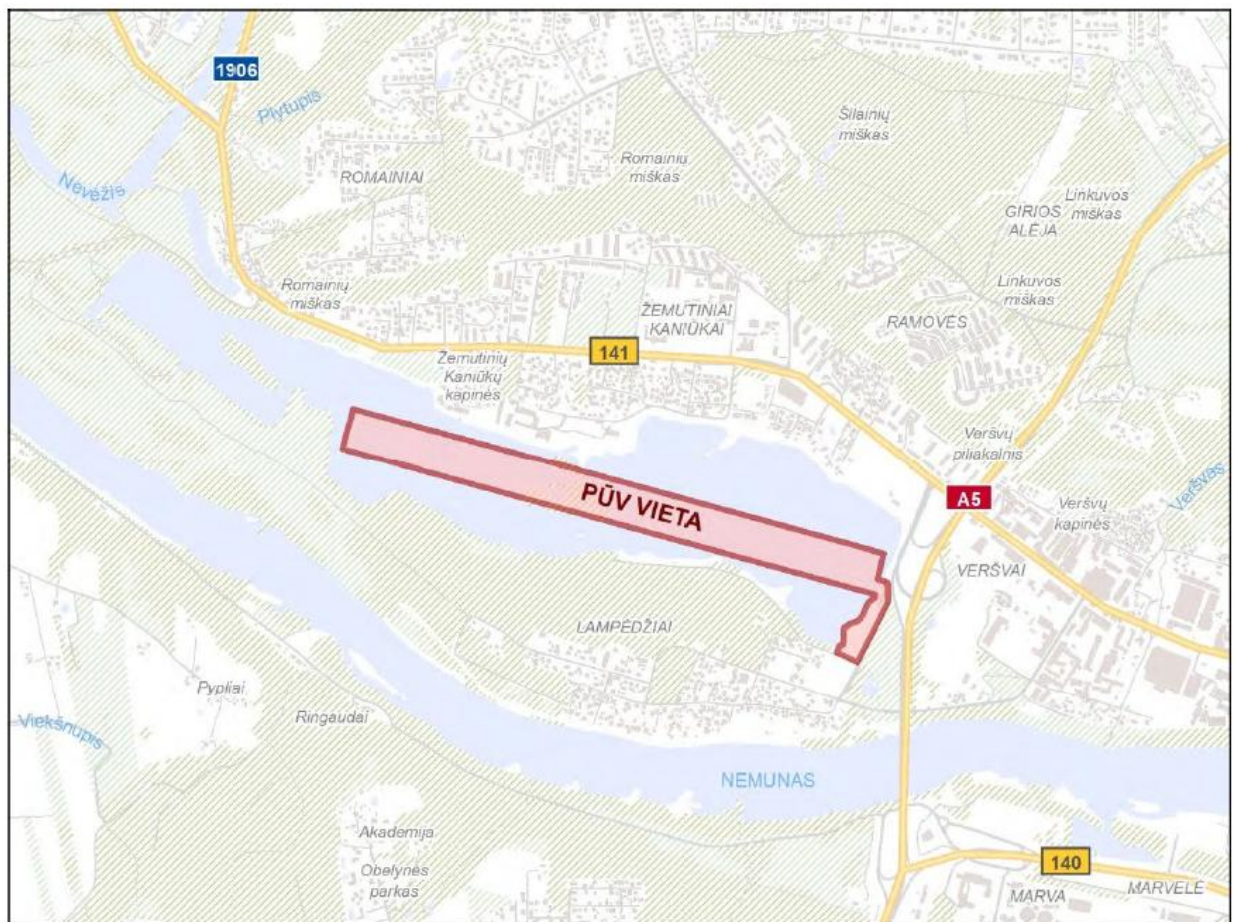 1906
Plytupis
Šilainių
miškas
Romainių
miškas
ROMAINIAI
Nevėžis
Linkuvos
miškas
GIRIOS
ALĖJA
Linkuvos
miškas
Romainių
miškas
ŽEMUTINIAI
KANIŪKAI
RAMOVĖS
141
Žemutinių
Kaniūkų
kapinės
Veršvų
piliakalnis
Veršvas
PŪV VIETA
A5
Veršvų
kapinės
VERŠVAI
LAMPĖDŽIAI
Pypliai
Ringaudai
Viekšnupis
NEMUNAS
Akademija
Obelynės
parkas
140
MARVA
MARVELĖ